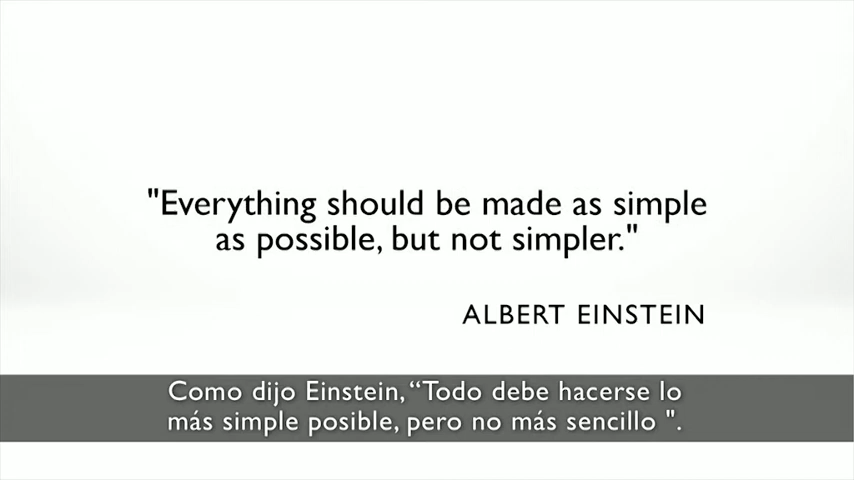 "Everything should be made as simple
as possible, but not simpler."
ALBERT EINSTEIN
Como dijo Einstein, “Todo debe hacerse lo
más simple posible, pero no más sencillo ".